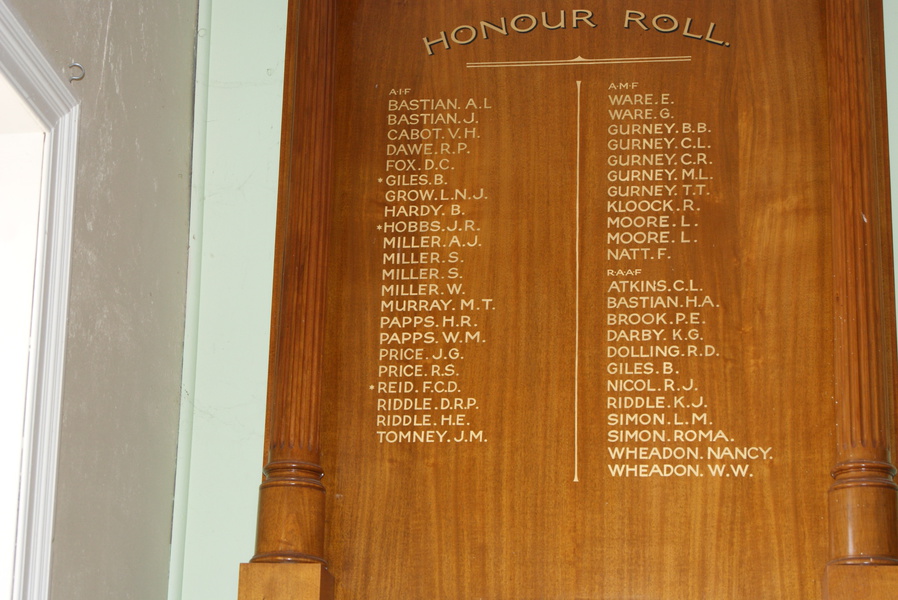 HONOUR ROLL.
A·I·F
BASTIAN. A.L
BASTIAN. J.
CABOT. V. H.
DAWE. R. P.
FOX. D. C.
*GILES. B.
GROW. L. N. J.
HARDY. B.
*HOBBS. J. R.
MILLER. A. J.
MILLER. S.
MILLER. S.
MILLER. W.
MURRAY. M. T.
PAPPS. H. R.
PAPPS. W. M.
PRICE. J. G.
PRICE. R. S.
*REID. F. C. D.
RIDDLE. D. R. P.
RIDDLE. H. E.
TOMNEY. J. M.
A·M·F
WARE. E.
WARE. G.
GURNEY. B. B.
GURNEY. C. L.
GURNEY. C. R.
GURNEY. M. L.
GURNEY. T. T.
KLOOCK. R.
MOORE. L.
MOORE. L.
NATT. F.
R·A·A·F
ATKINS. C. L.
BASTIAN. H. A.
BROOK. P. E.
DARBY. K. G.
DOLLING. R. D.
GILES. B.
NICOL. R. J.
RIDDLE. K. J.
SIMON. L. M.
SIMON. ROMA.
WHEADON. NANCY.
WHEADON. W. W.